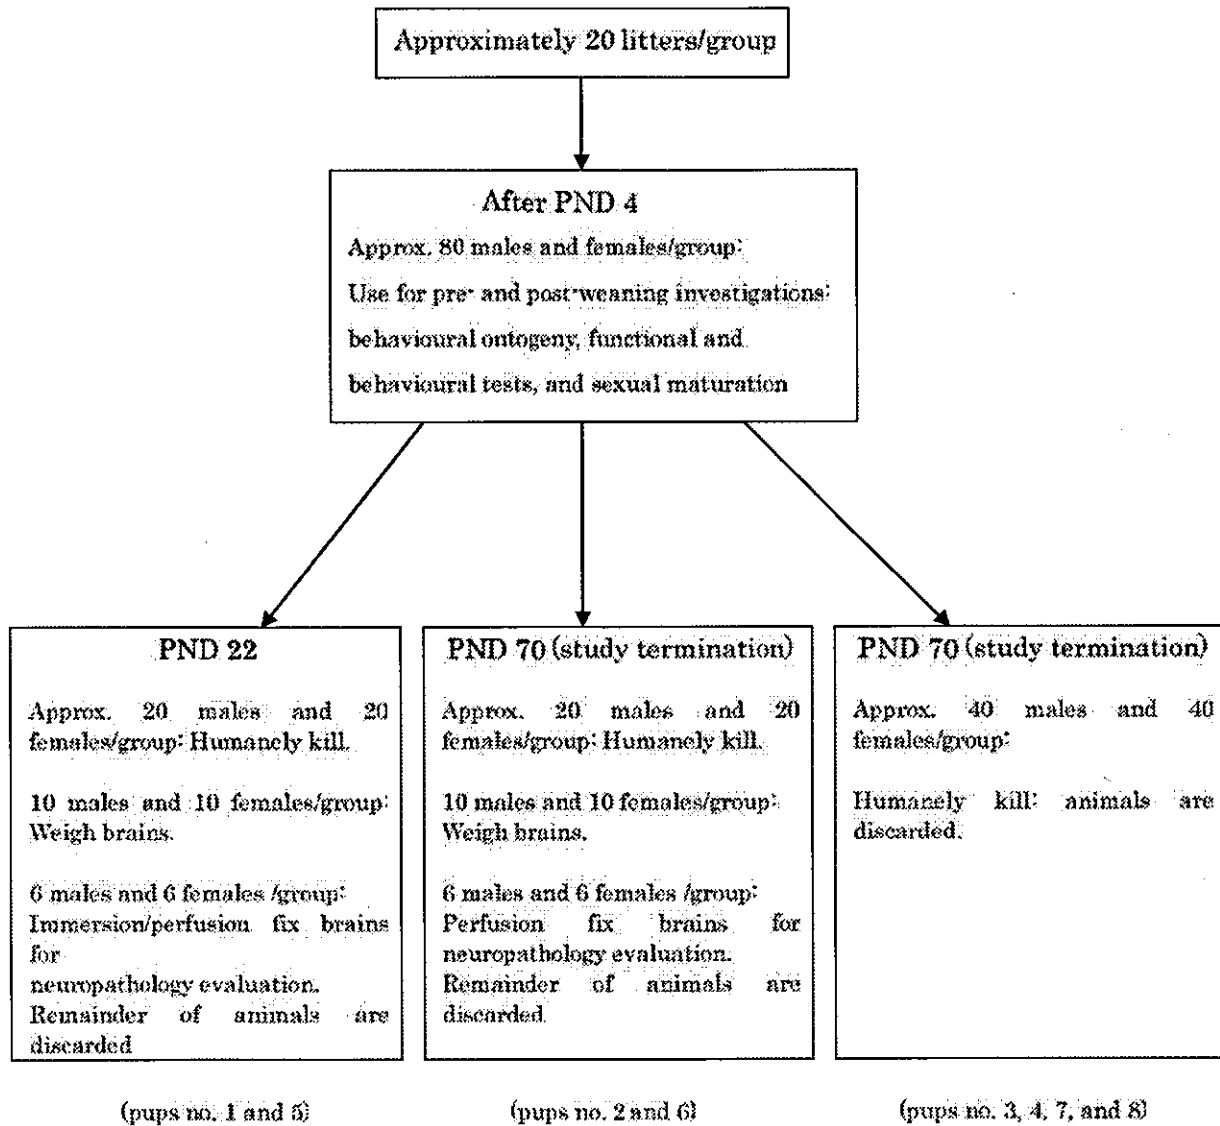 Approximately 20 litters/group
After PND 4
Approx. 80 males and females/group:
Use for pre- and post-weaning investigations:
behavioural ontogeny, functional and
behavioural tests, and sexual maturation
PND 22
Approx. 20 males and 20
females/group: Humanely kill.
10 males and 10 females/group:
Weigh brains.
6 males and 6 females /group:
Immersion/perfusion fix brains
for
neuropathology evaluation.
Remainder of animals are
discarded
(pups no. 1 and 5)
PND 70 (study termination)
Approx. 20 males and 20
females/group: Humanely kill.
10 males and 10 females/group:
Weigh brains.
6 males and 6 females /group:
Perfusion fix brains for
neuropathology evaluation.
Remainder of animals are
discarded.
(pups no. 2 and 6)
PND 70 (study termination)
Approx. 40 males and 40
females/group:
Humanely kill: animals are
discarded.
(pups no. 3, 4, 7, and 8)